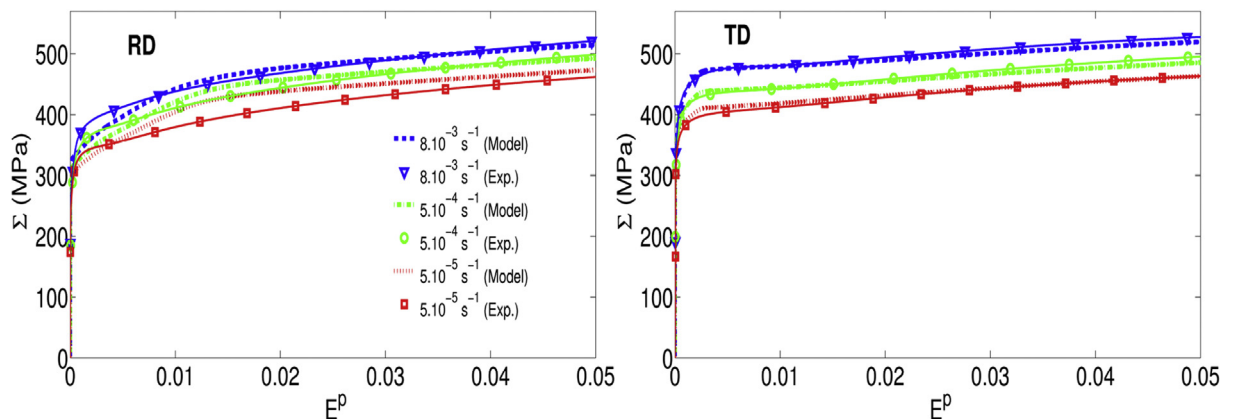 RD
TD
500
400
300
200
100
0
Σ (MPa)
0
0.01
0.02
0.03
0.04
0.05
E^p
8.10^-3 s^-1 (Model)
8.10^-3 s^-1 (Exp.)
5.10^-4 s^-1 (Model)
5.10^-4 s^-1 (Exp.)
5.10^-5 s^-1 (Model)
5.10^-5 s^-1 (Exp.)
500
400
300
200
100
0
Σ (MPa)
0
0.01
0.02
0.03
0.04
0.05
E^p